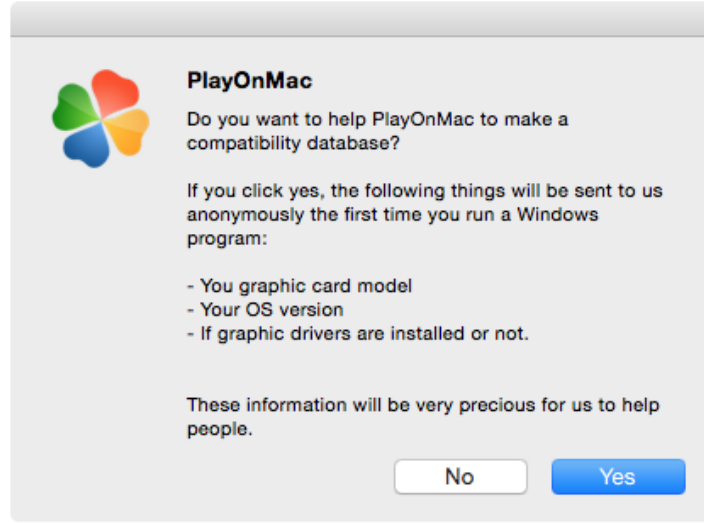 PlayOnMac
Do you want to help PlayOnMac to make a
compatibility database?
If you click yes, the following things will be sent to us
anonymously the first time you run a Windows
program:
- You graphic card model
- Your OS version
- If graphic drivers are installed or not.
These information will be very precious for us to help
people.
No
Yes